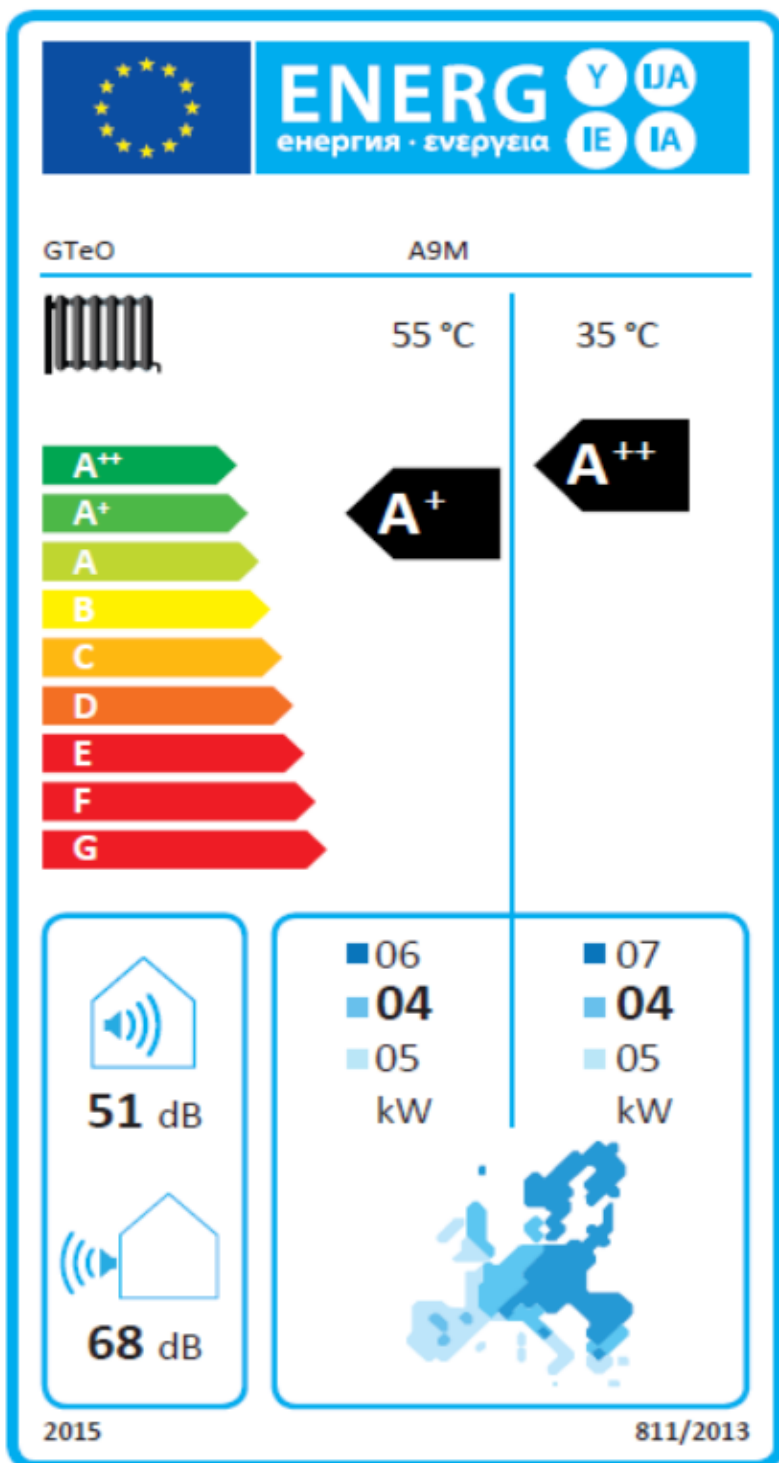 ENERG Y IJA
енергия · ενεργεια IE IA
GTeO A9M
55 °C 35 °C
A++
A++
A+
A+
A
B
C
D
E
F
G
06 07
04 04
05 05
kW kW
51 dB
68 dB
2015 811/2013